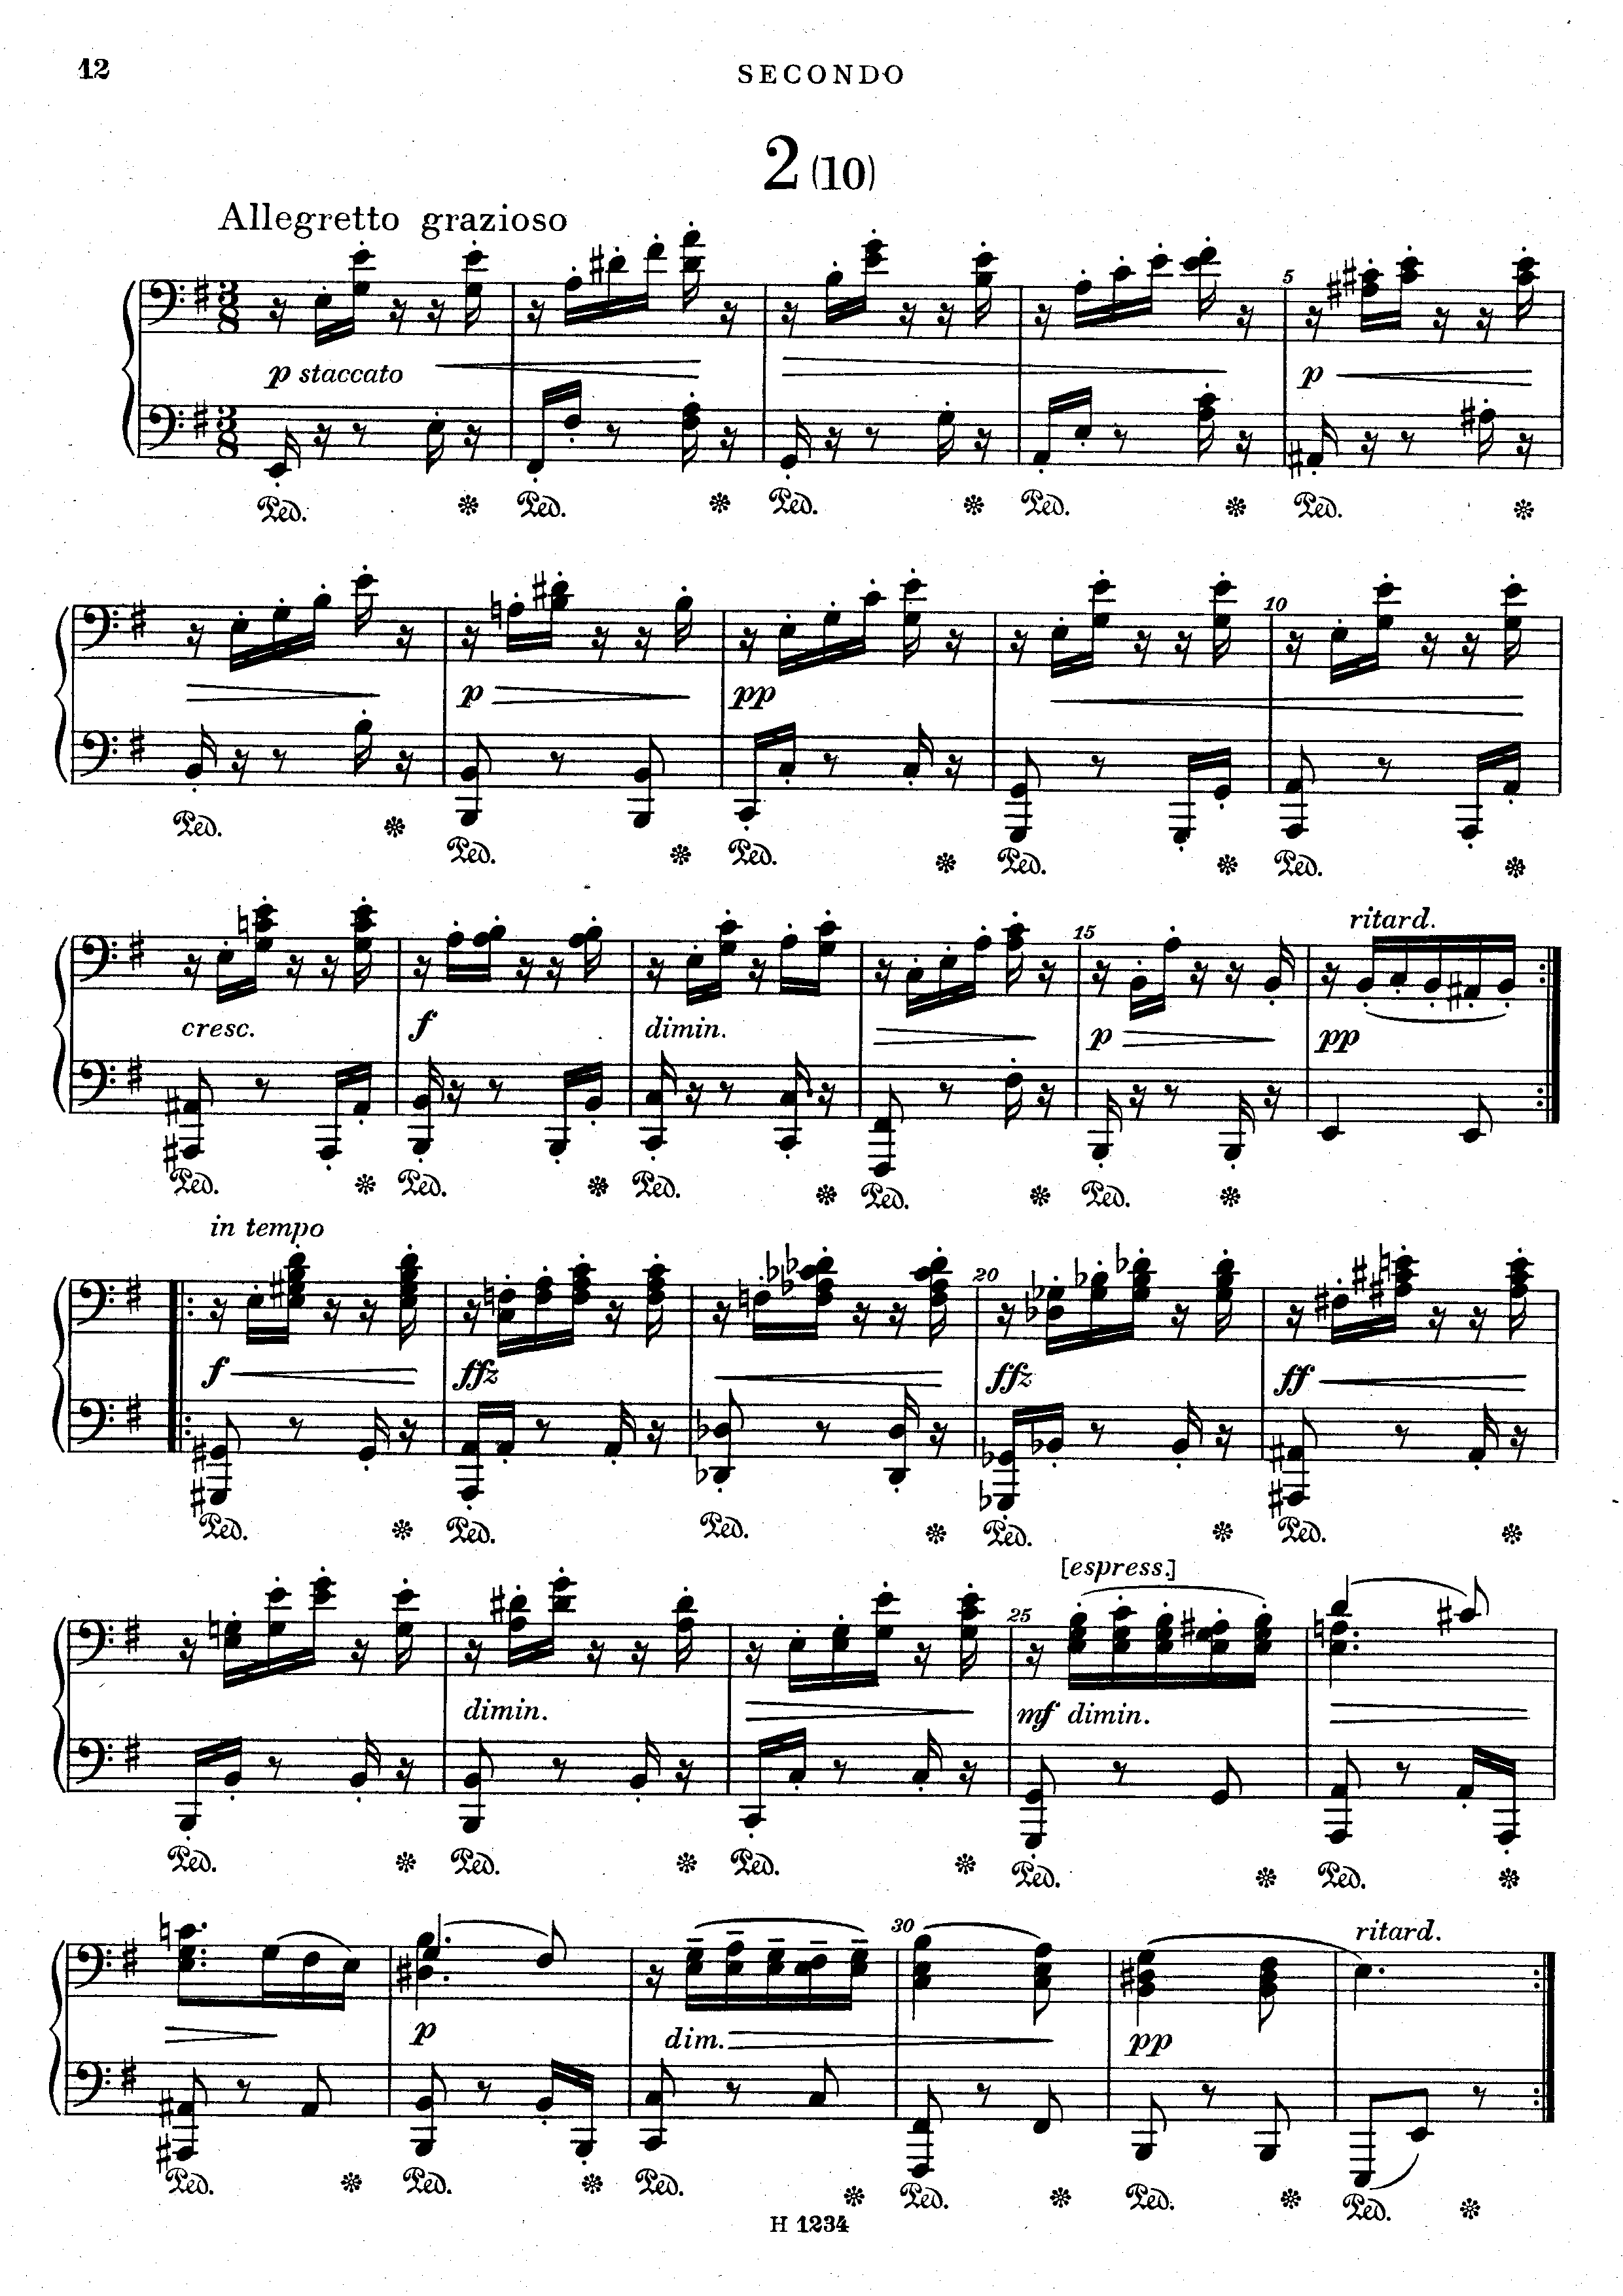 12
SECONDO
2 (10)
Allegretto grazioso
3 8
5
p staccato
p
3 8
Ped. * Ped. * Ped. * Ped. * Ped. *
10
p pp
Ped. * Ped. * Ped. * Ped. * Ped. *
ritard.
15
cresc. f dimin. p pp
Ped. * Ped. * Ped. * Ped. * Ped. *
in tempo
20
f ffz ffz ff
Ped. * Ped. Ped. * Ped. * Ped. *
[espress.]
25
dimin. mf dimin.
Ped. * Ped. * Ped. * Ped. * Ped. *
30 ritard.
p dim. pp
Ped. * Ped. * Ped. * Ped. * Ped. * Ped. *
H 1234